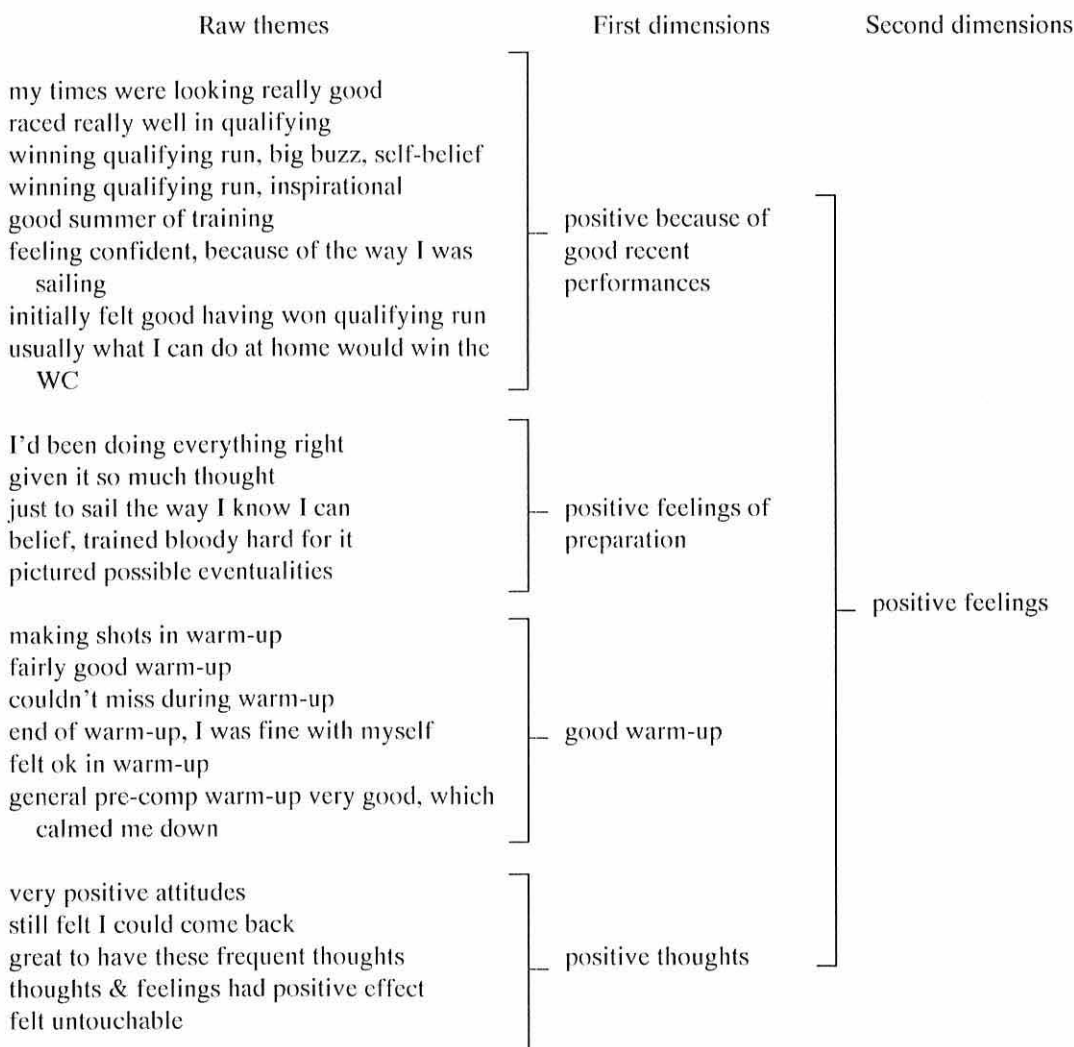 Raw themes First dimensions Second dimensions
my times were looking really good
raced really well in qualifying
winning qualifying run, big buzz, self-belief
winning qualifying run, inspirational
good summer of training
feeling confident, because of the way I was
sailing
initially felt good having won qualifying run
usually what I can do at home would win the
WC
positive because of
good recent
performances
I'd been doing everything right
given it so much thought
just to sail the way I know I can
belief, trained bloody hard for it
pictured possible eventualities
positive feelings of
preparation
making shots in warm-up
fairly good warm-up
couldn't miss during warm-up
end of warm-up, I was fine with myself
felt ok in warm-up
general pre-comp warm-up very good, which
calmed me down
good warm-up
very positive attitudes
still felt I could come back
great to have these frequent thoughts
thoughts & feelings had positive effect
felt untouchable
positive thoughts
positive feelings